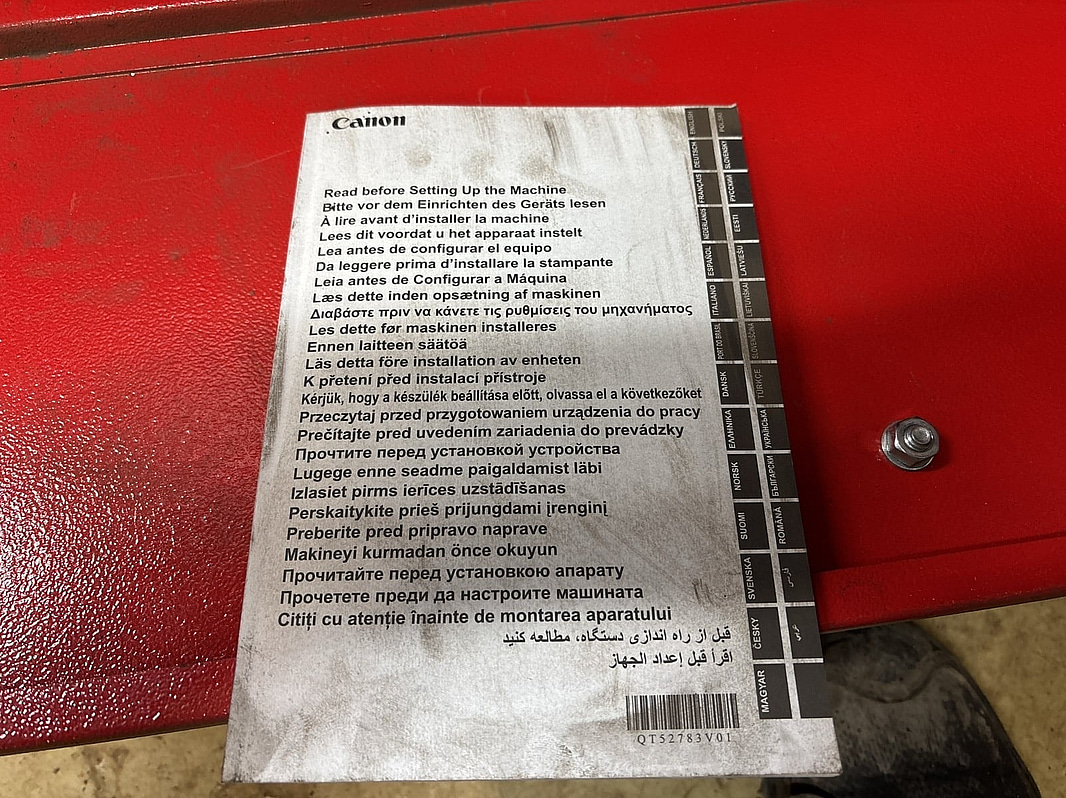 Canon
Read before Setting Up the Machine
Bitte vor dem Einrichten des Geräts lesen
À lire avant d'installer la machine
Lees dit voordat u het apparaat instelt
Lea antes de configurar el equipo
Da leggere prima d'installare la stampante
Leia antes de Configurar a Máquina
Læs dette inden opsætning af maskinen
Διαβάστε πριν να κάνετε τις ρυθμίσεις του μηχανήματος
Les dette før maskinen installeres
Ennen laitteen säätöä
Läs detta före installation av enheten
K přetení před instalací přístroje
Kérjük, hogy a készülék beállítása előtt, olvassa el a következőket
Przeczytaj przed przygotowaniem urządzenia do pracy
Prečítajte pred uvedením zariadenia do prevádzky
Прочтите перед установкой устройства
Lugege enne seadme paigaldamist läbi
Izlasiet pirms ierīces uzstādīšanas
Perskaitykite prieš prijungdami įrenginį
Preberite pred pripravo naprave
Makineyi kurmadan önce okuyun
Прочитайте перед установкою апарату
Прочетете преди да настроите машината
Citiți cu atenție înainte de montarea aparatului
قبل از راه اندازی دستگاه، مطالعه کنید
اقرأ قبل إعداد الجهاز
QT52783V01
ENGLISH
DEUTSCH
FRANÇAIS
NEDERLANDS
ESPAÑOL
ITALIANO
PORT DO BRASIL
DANSK
ΕΛΛΗΝΙΚΑ
NORSK
SUOMI
SVENSKA
ČESKY
MAGYAR
POLSKI
SLOVENSKY
РУССКИЙ
EESTI
LATVIEŠU
LIETUVIŠKAI
SLOVENŠČINA
TÜRKÇE
УКРАЇНСЬКА
БЪЛГАРСКИ
ROMÂNĂ
فارسی
عربي